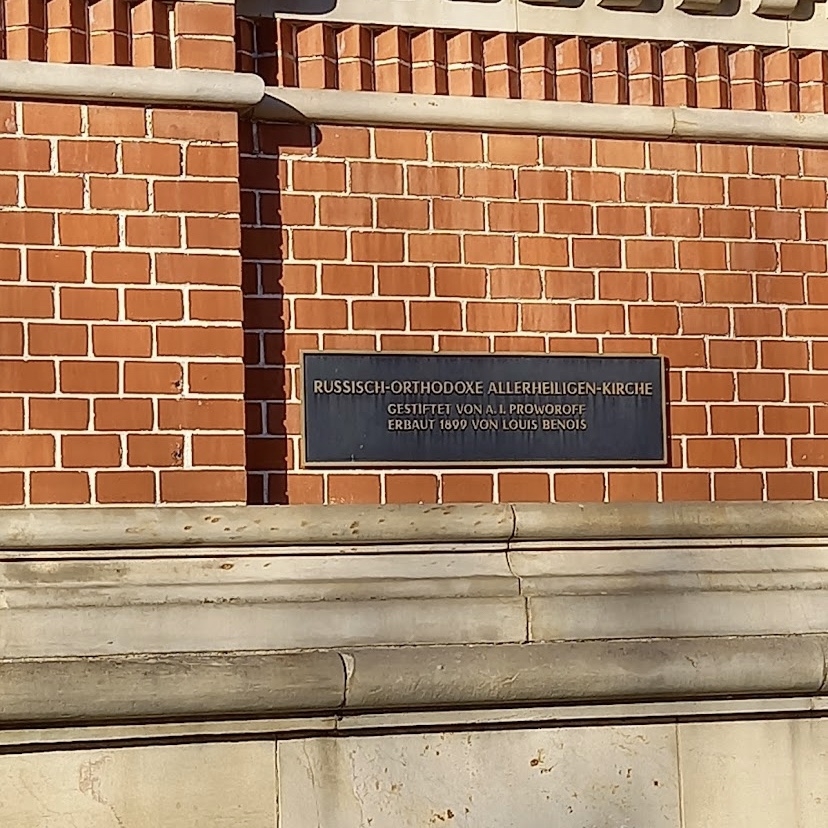 RUSSISCH-ORTHODOXE ALLERHEILIGEN-KIRCHE
GESTIFTET VON A. I. PROWOROFF
ERBAUT 1899 VON LOUIS BENOIS